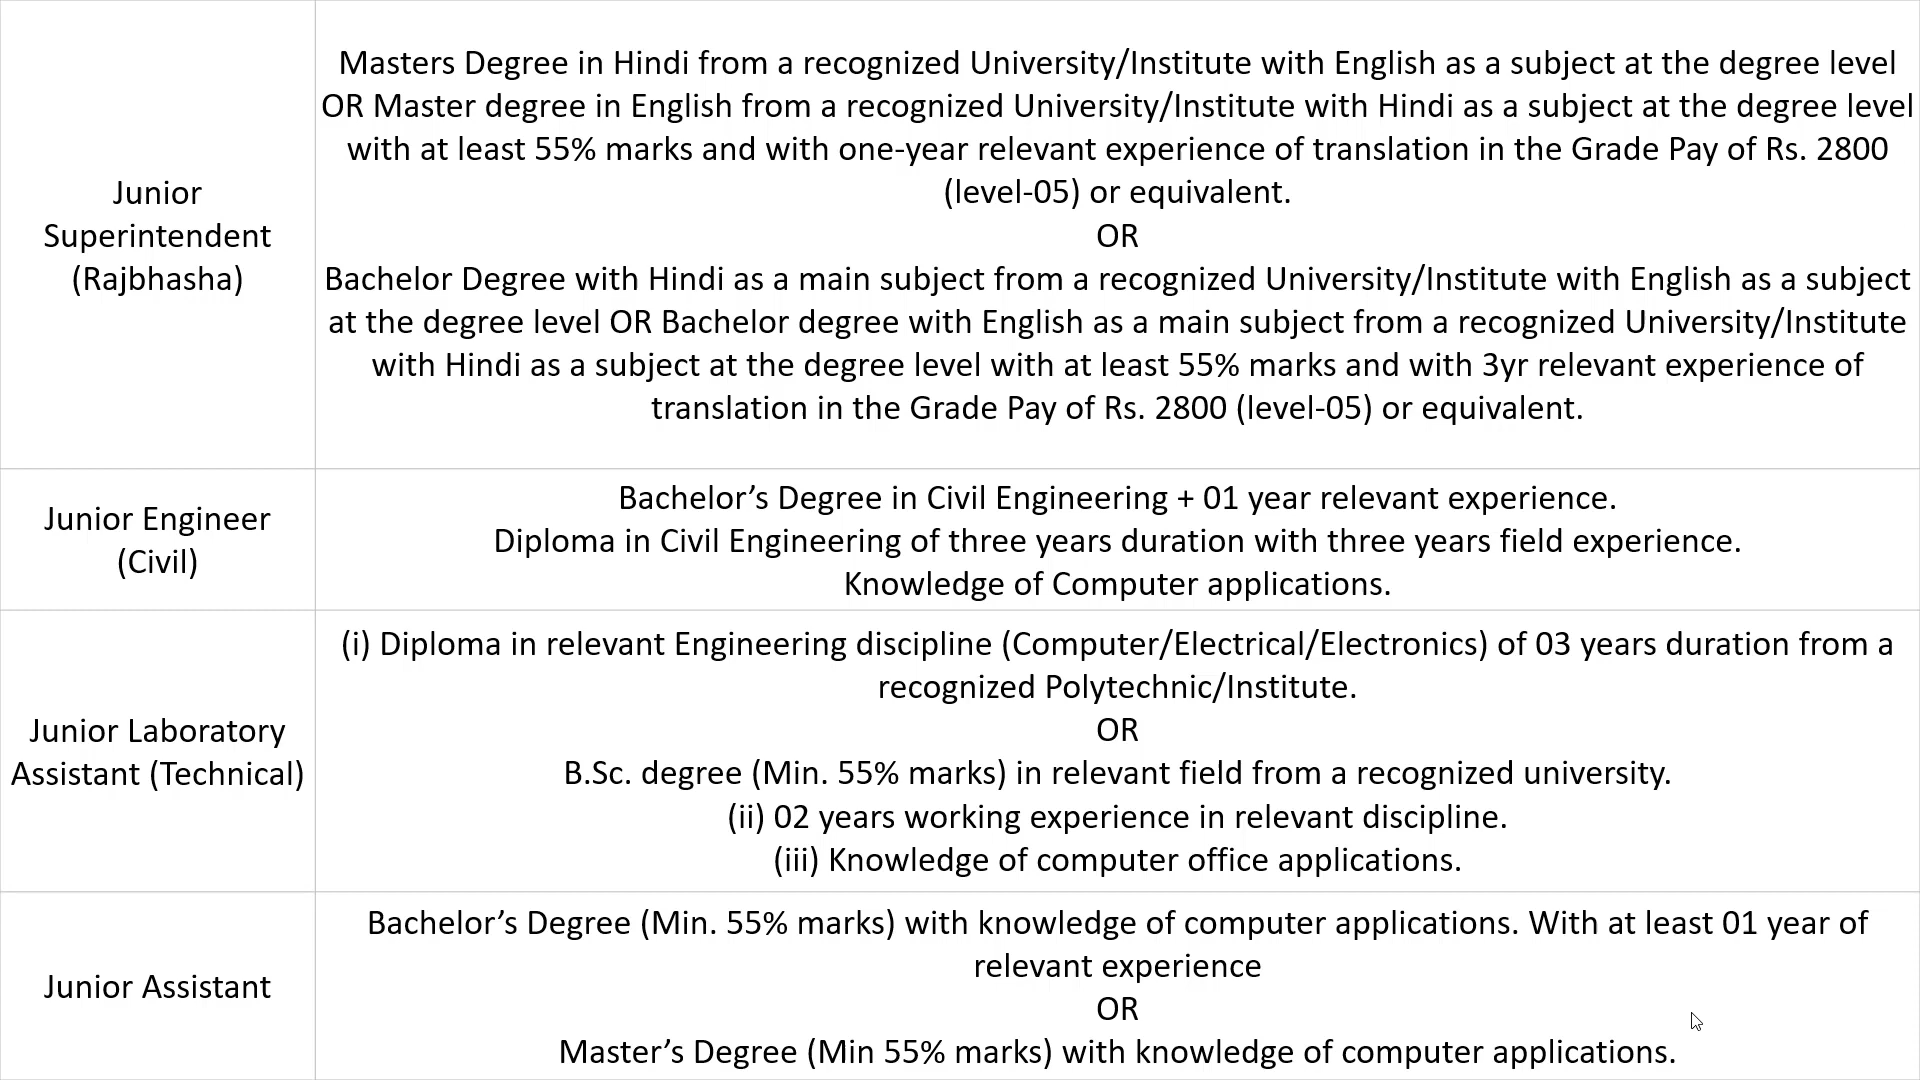 Junior
Superintendent
(Rajbhasha)
Masters Degree in Hindi from a recognized University/Institute with English as a subject at the degree level
OR Master degree in English from a recognized University/Institute with Hindi as a subject at the degree level
with at least 55% marks and with one-year relevant experience of translation in the Grade Pay of Rs. 2800
(level-05) or equivalent.
OR
Bachelor Degree with Hindi as a main subject from a recognized University/Institute with English as a subject
at the degree level OR Bachelor degree with English as a main subject from a recognized University/Institute
with Hindi as a subject at the degree level with at least 55% marks and with 3yr relevant experience of
translation in the Grade Pay of Rs. 2800 (level-05) or equivalent.
Junior Engineer
(Civil)
Bachelor’s Degree in Civil Engineering + 01 year relevant experience.
Diploma in Civil Engineering of three years duration with three years field experience.
Knowledge of Computer applications.
Junior Laboratory
Assistant (Technical)
(i) Diploma in relevant Engineering discipline (Computer/Electrical/Electronics) of 03 years duration from a
recognized Polytechnic/Institute.
OR
B.Sc. degree (Min. 55% marks) in relevant field from a recognized university.
(ii) 02 years working experience in relevant discipline.
(iii) Knowledge of computer office applications.
Junior Assistant
Bachelor’s Degree (Min. 55% marks) with knowledge of computer applications. With at least 01 year of
relevant experience
OR
Master’s Degree (Min 55% marks) with knowledge of computer applications.